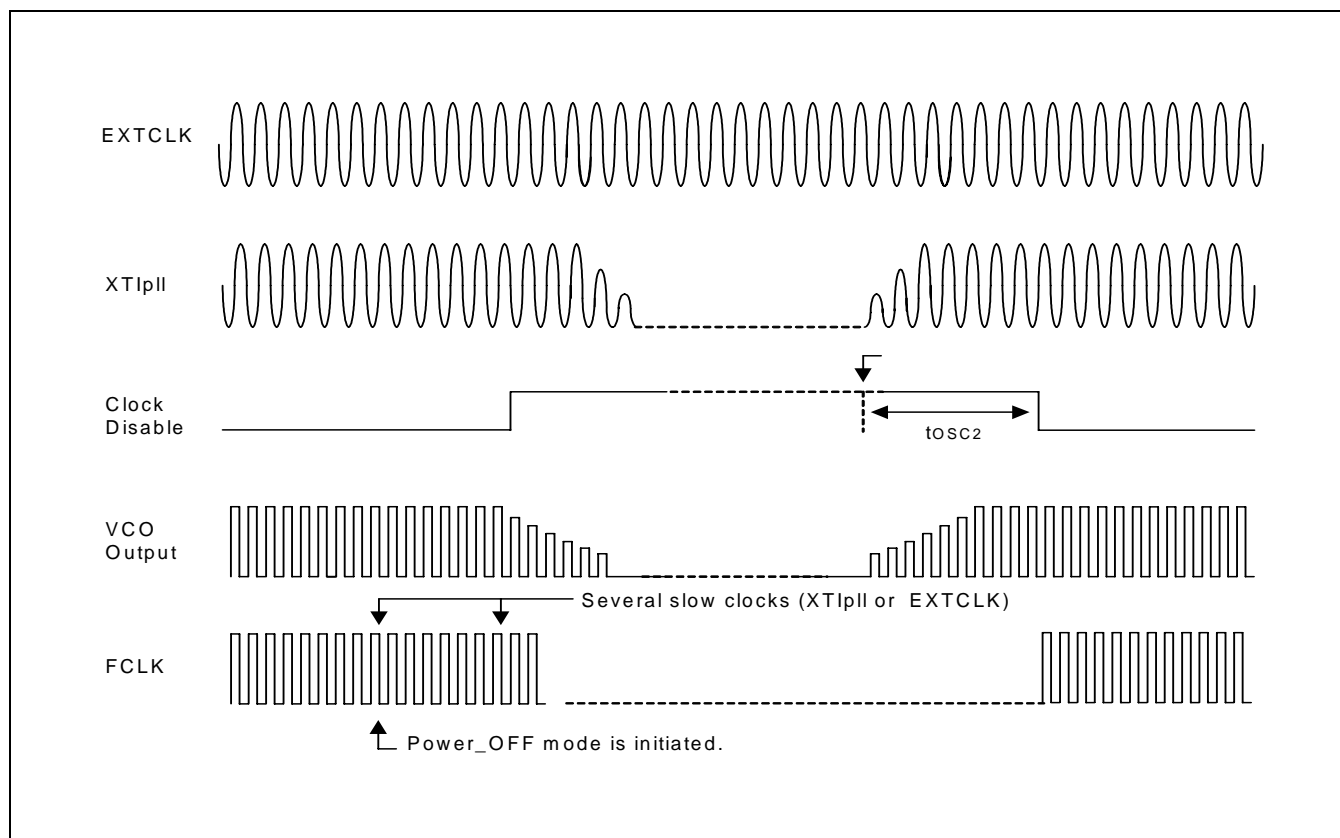 EXTCLK
XTIpll
Clock
Disable
tOSC2
VCO
Output
Several slow clocks (XTIpll or EXTCLK)
FCLK
Power_OFF mode is initiated.